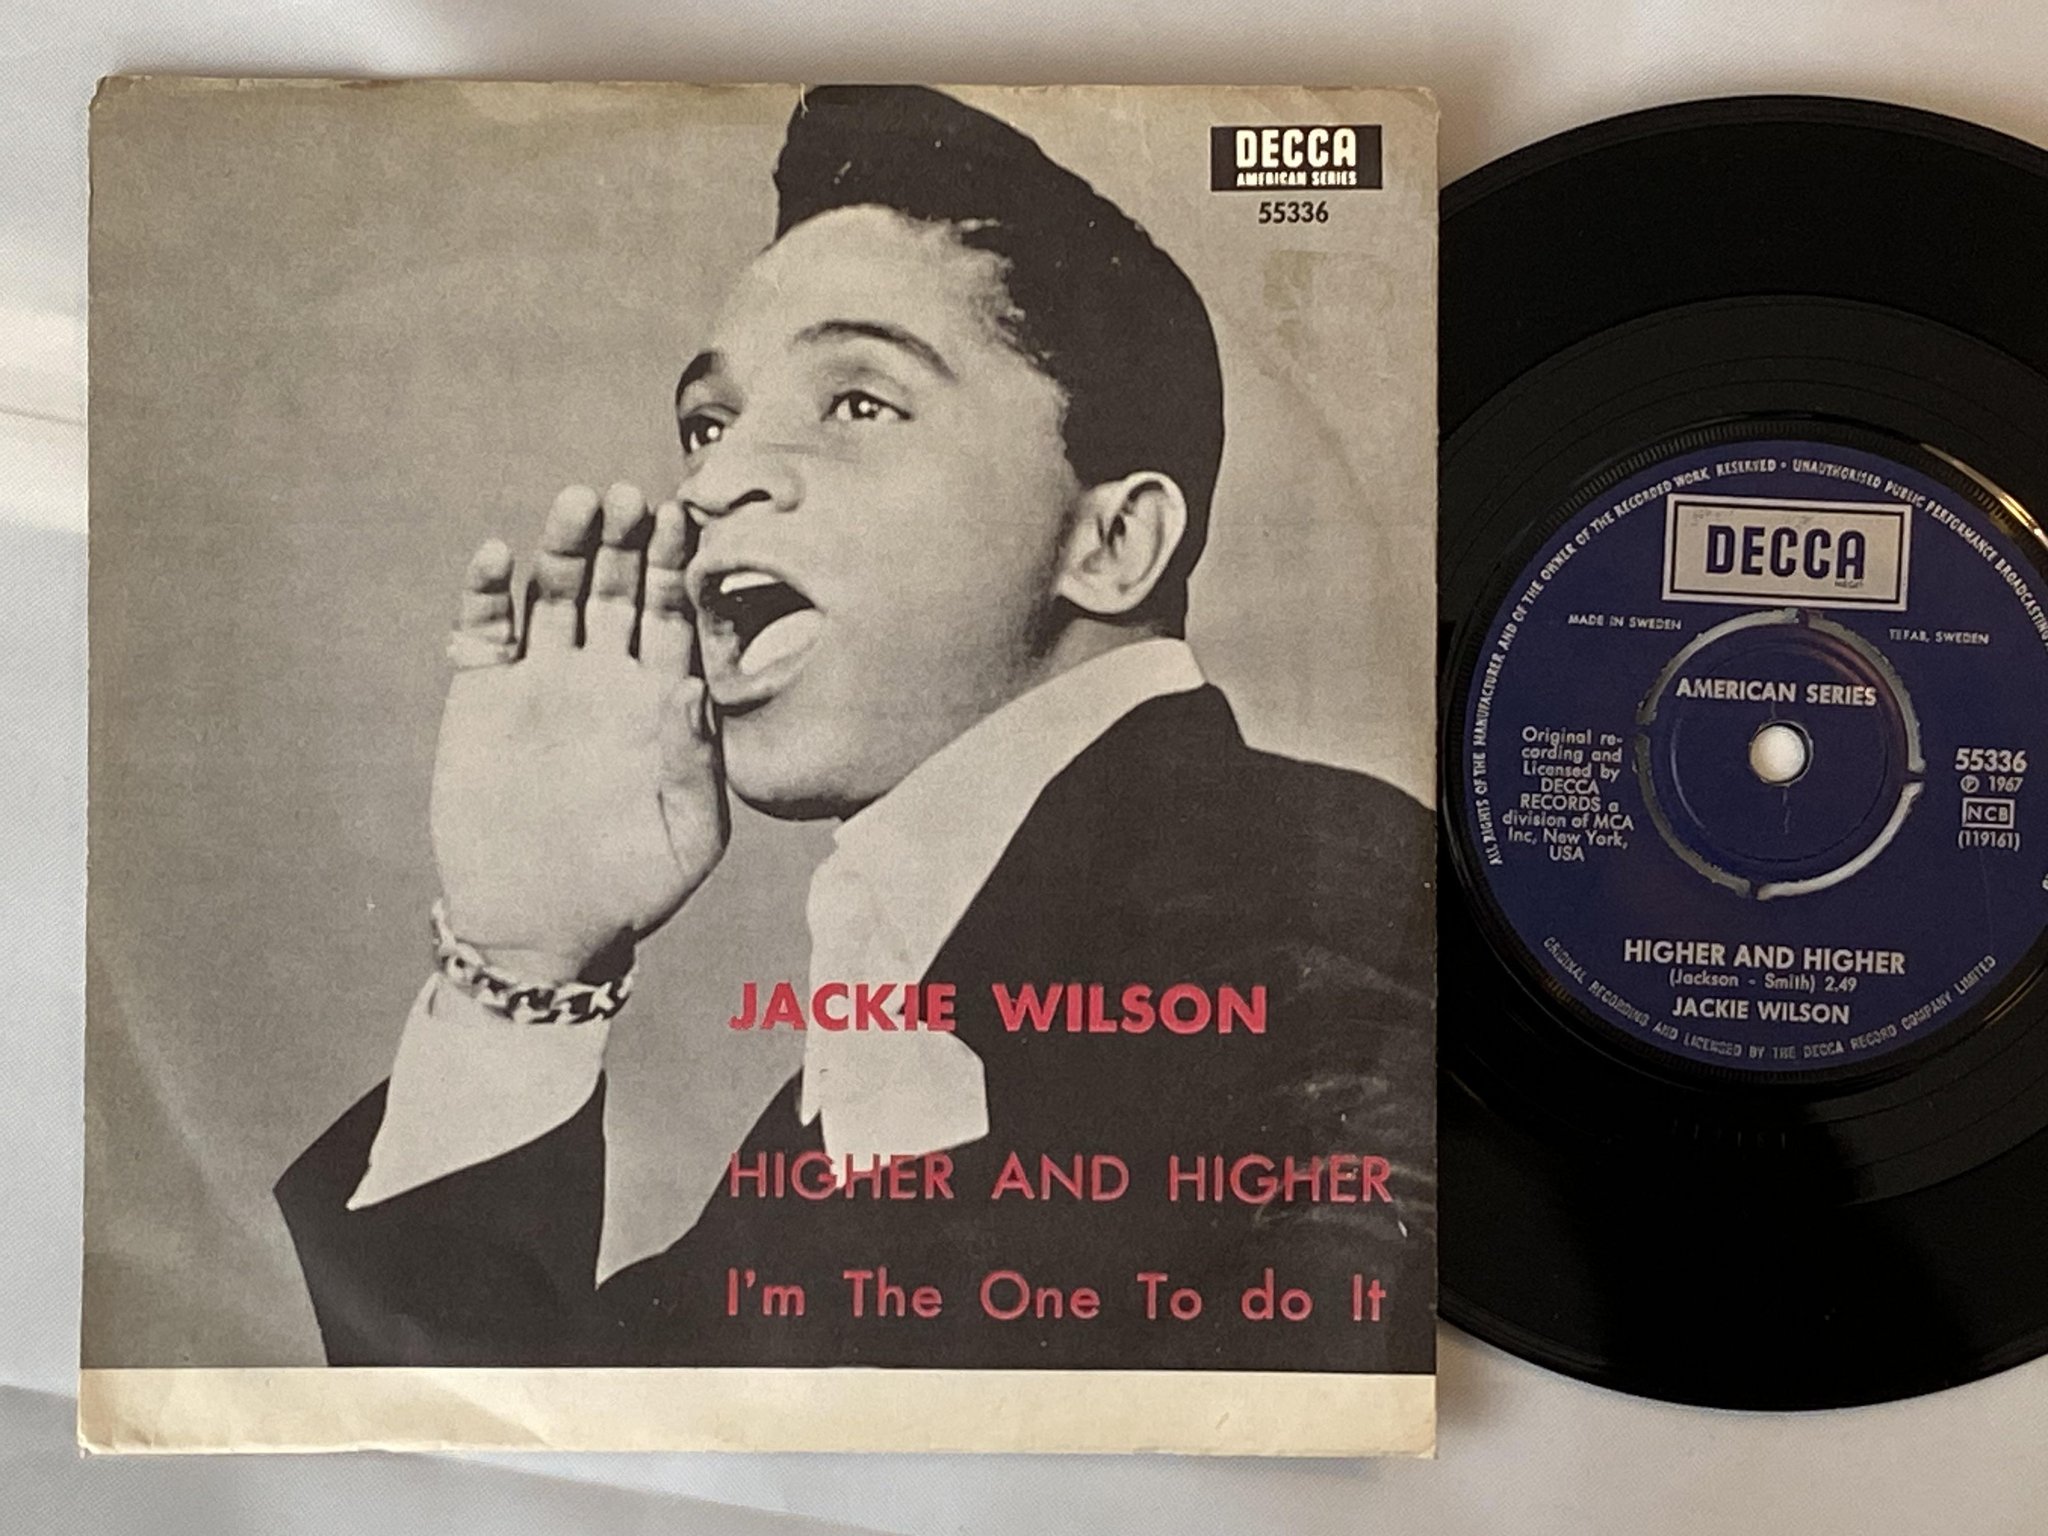 DECCA
AMERICAN SERIES
55336
JACKIE WILSON
HIGHER AND HIGHER
I'm The One To do It
ALL RIGHTS OF THE MANUFACTURER AND OF THE OWNER OF THE RECORDED WORK RESERVED • UNAUTHORISED PUBLIC PERFORMANCE BROADCASTING
DECCA
MADE IN SWEDEN
TEFAB, SWEDEN
AMERICAN SERIES
Original re-
cording and
Licensed by
DECCA
RECORDS a
division of MCA
Inc, New York,
USA
55336
℗ 1967
NCB
(119161)
HIGHER AND HIGHER
(Jackson - Smith) 2,49
JACKIE WILSON
ORIGINAL RECORDING AND LICENSED BY THE DECCA RECORD COMPANY LIMITED